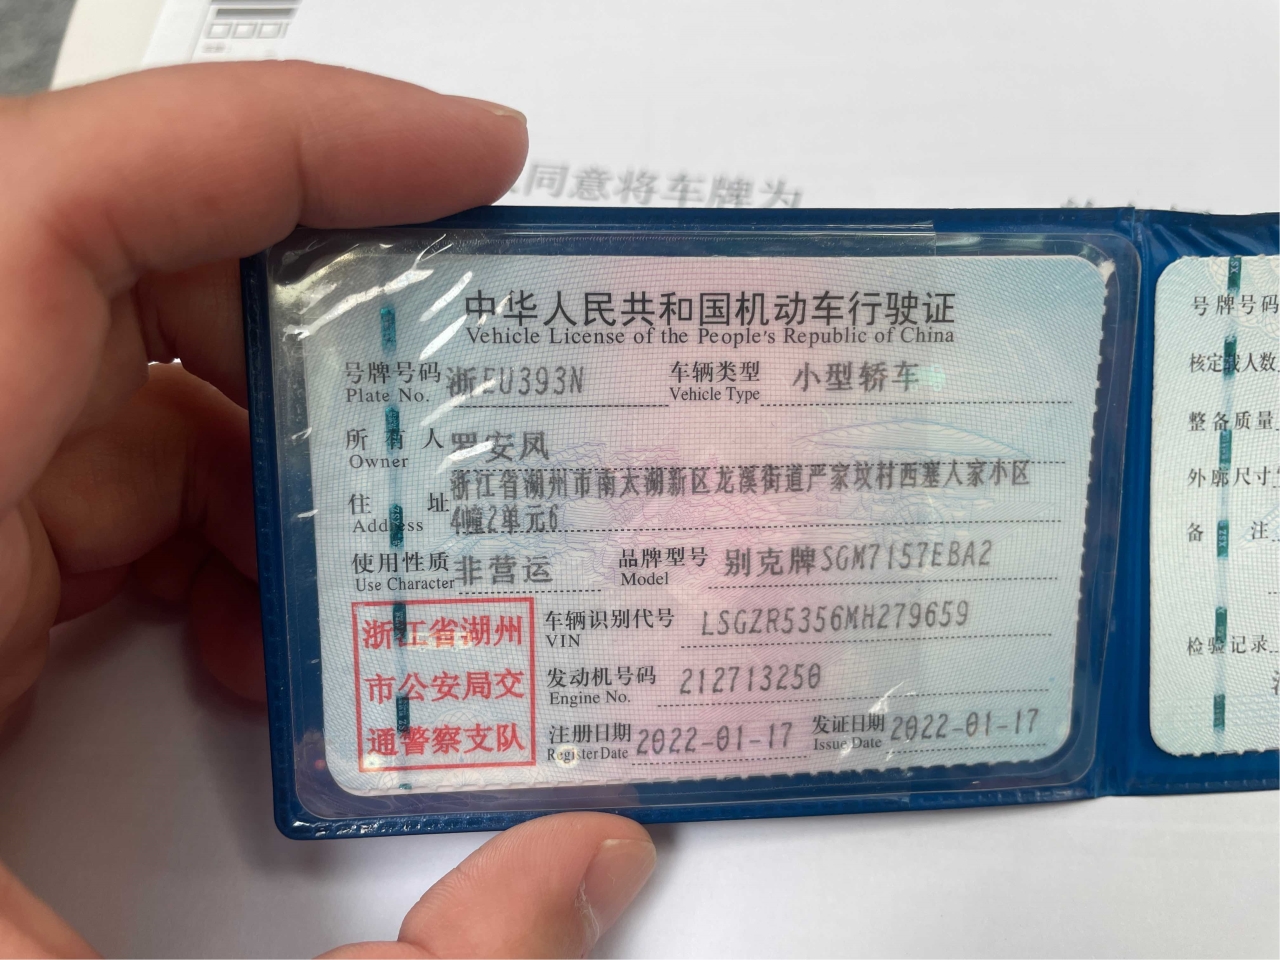 同意将车牌为
中华人民共和国机动车行驶证
Vehicle License of the People's Republic of China
号牌号码 浙EU393N 车辆类型 小型轿车
Plate No. Vehicle Type
所有人 罗安凤
Owner
住址 浙江省湖州市南太湖新区龙溪街道严家坟村西塞人家小区
Address 4幢2单元6
使用性质 非营运 品牌型号 别克牌SGM7157EBA2
Use Character Model
浙江省湖州
市公安局交
通警察支队
车辆识别代号 LSGZR5356MH279659
VIN
发动机号码 212713250
Engine No.
注册日期 2022-01-17 发证日期 2022-01-17
Register Date Issue Date
号牌号码
核定载人数
整备质量
外廓尺寸
备注
检验记录